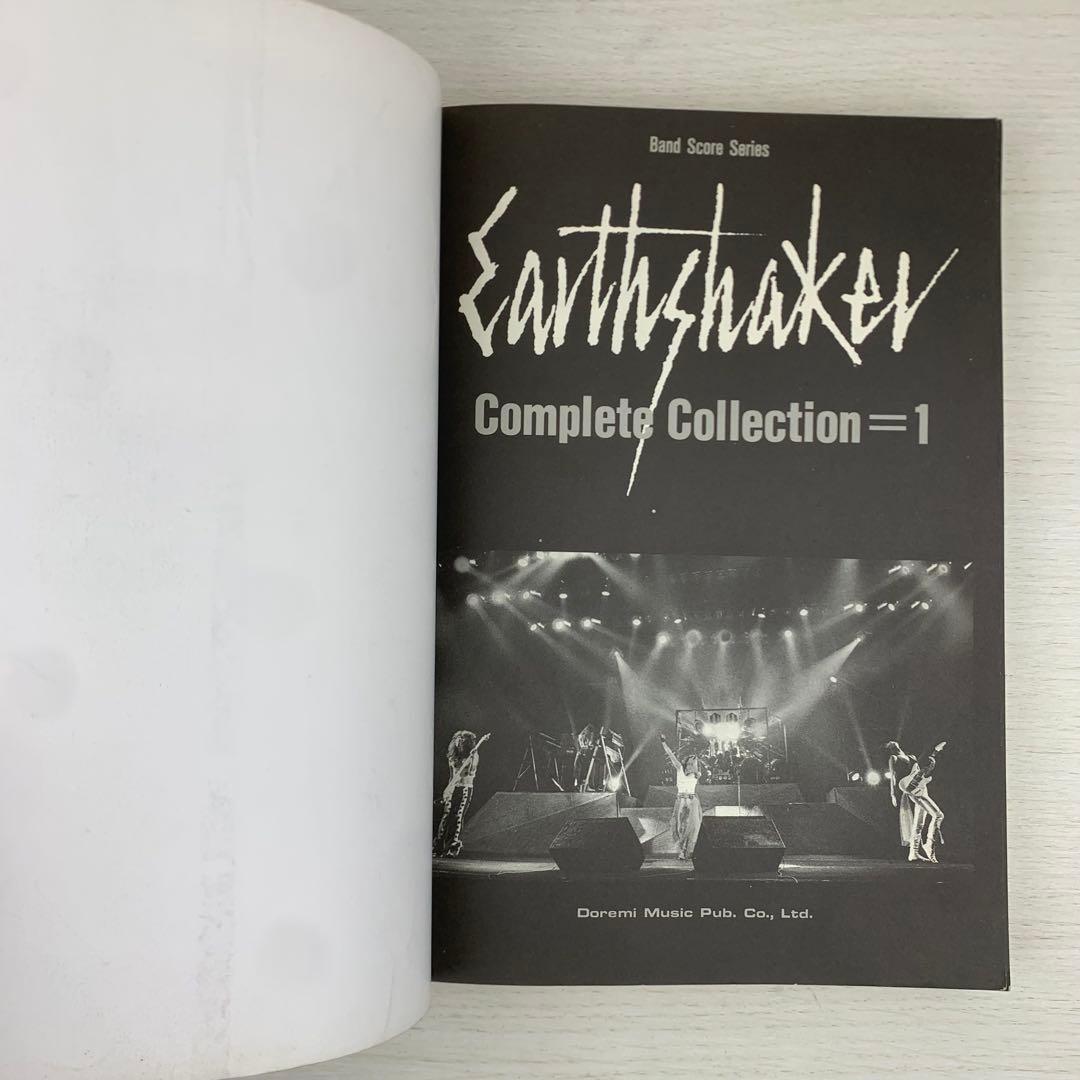 Band Score Series
Earthshaker
Complete Collection=1
Doremi Music Pub. Co., Ltd.